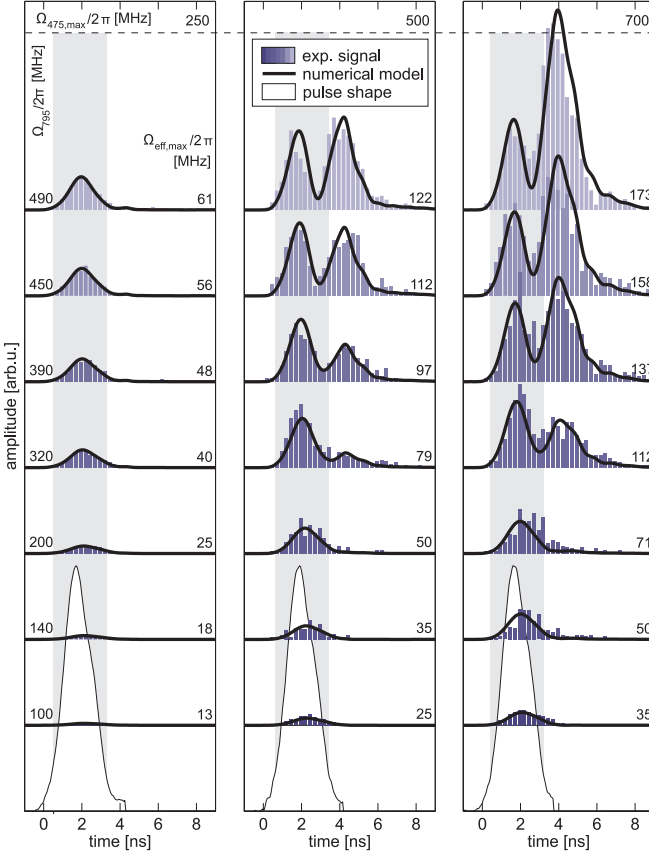 Ω475,max/2π [MHz] 250 500 700
exp. signal
numerical model
pulse shape
Ω795/2π [MHz]
Ωeff,max/2π
[MHz]
amplitude [arb.u.]
490 61 122 173
450 56 112 158
390 48 97 137
320 40 79 112
200 25 50 71
140 18 35 50
100 13 25 35
0 2 4 6 8 0 2 4 6 8 0 2 4 6 8
time [ns] time [ns] time [ns]